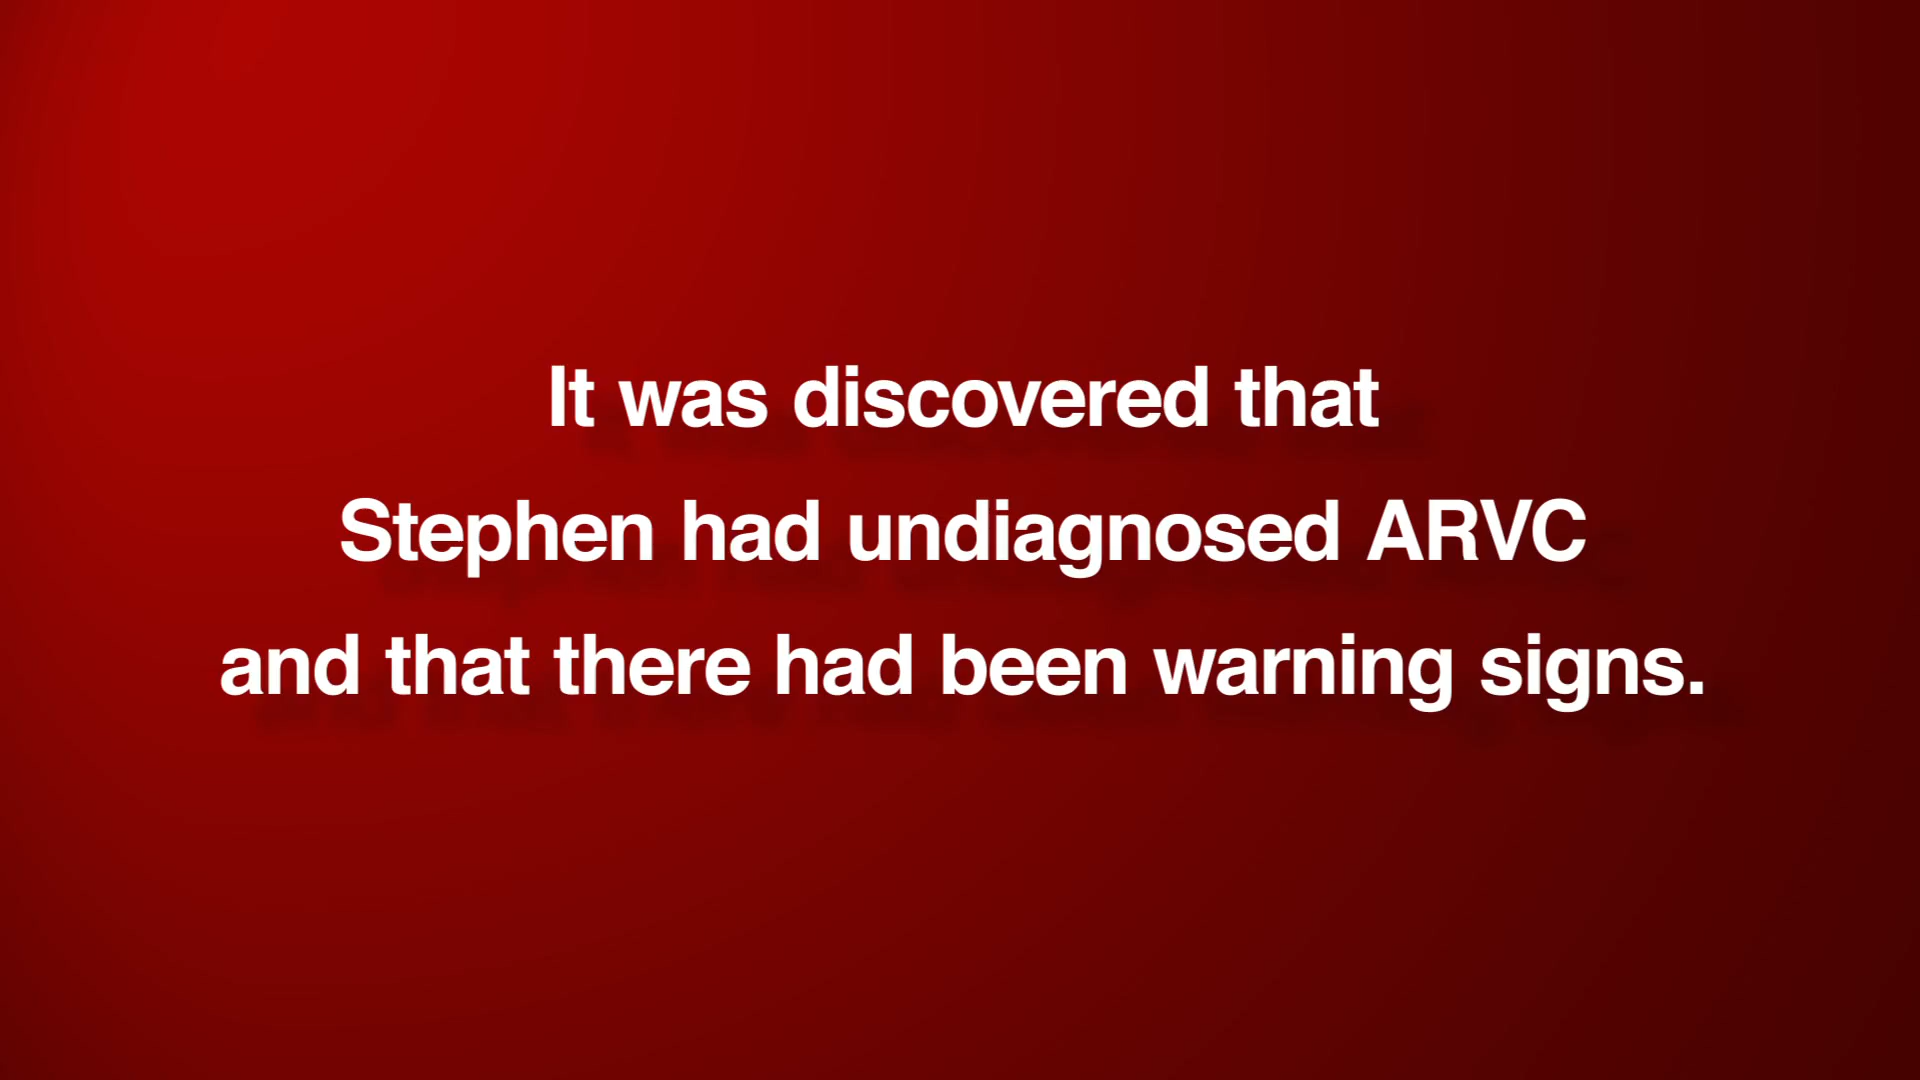 It was discovered that
Stephen had undiagnosed ARVC
and that there had been warning signs.